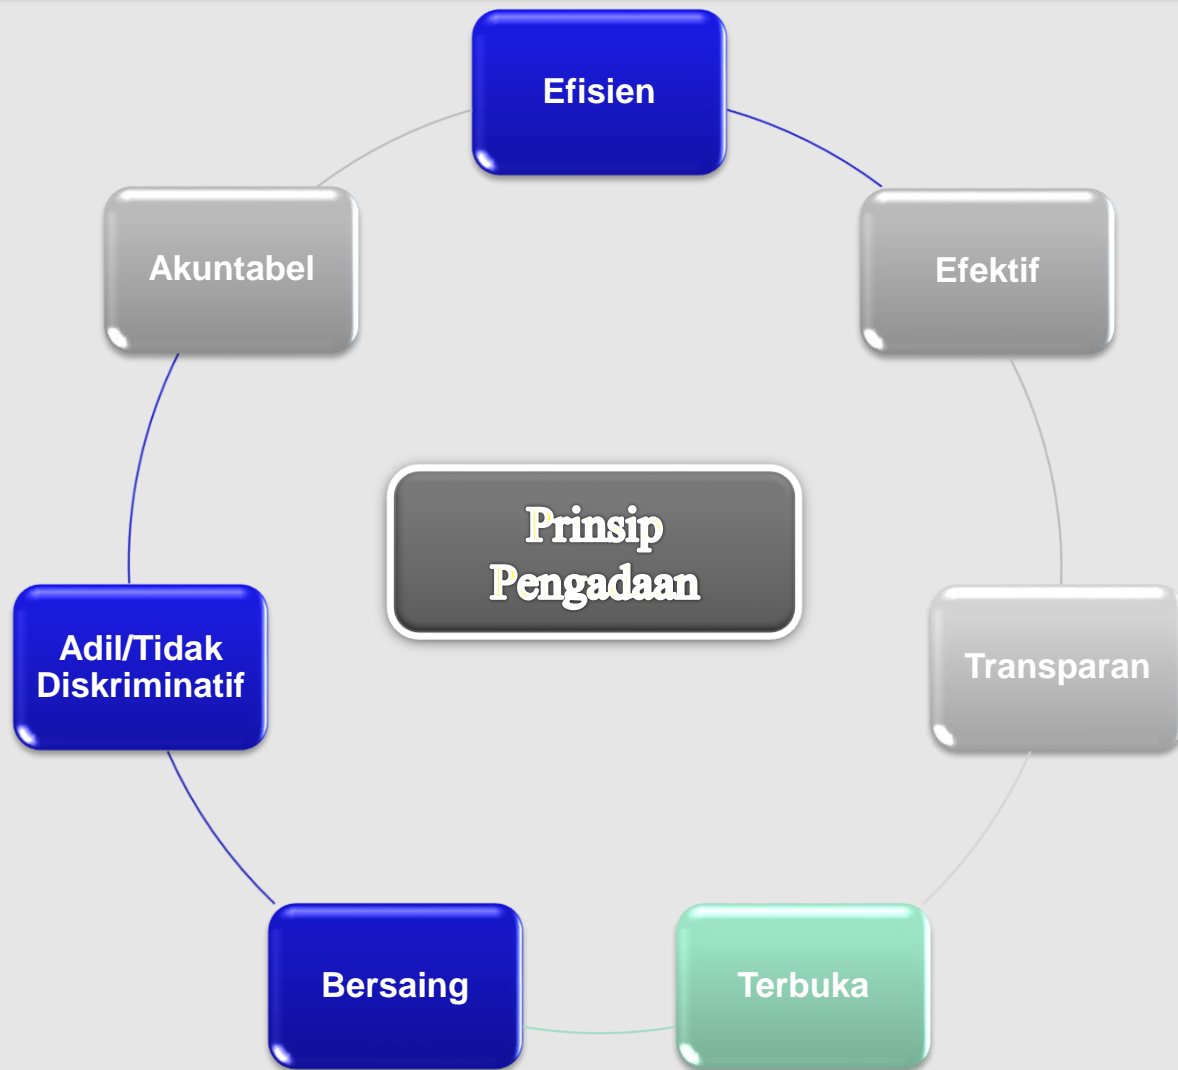 Efisien
Akuntabel
Efektif
Prinsip
Pengadaan
Adil/Tidak
Diskriminatif
Transparan
Bersaing
Terbuka